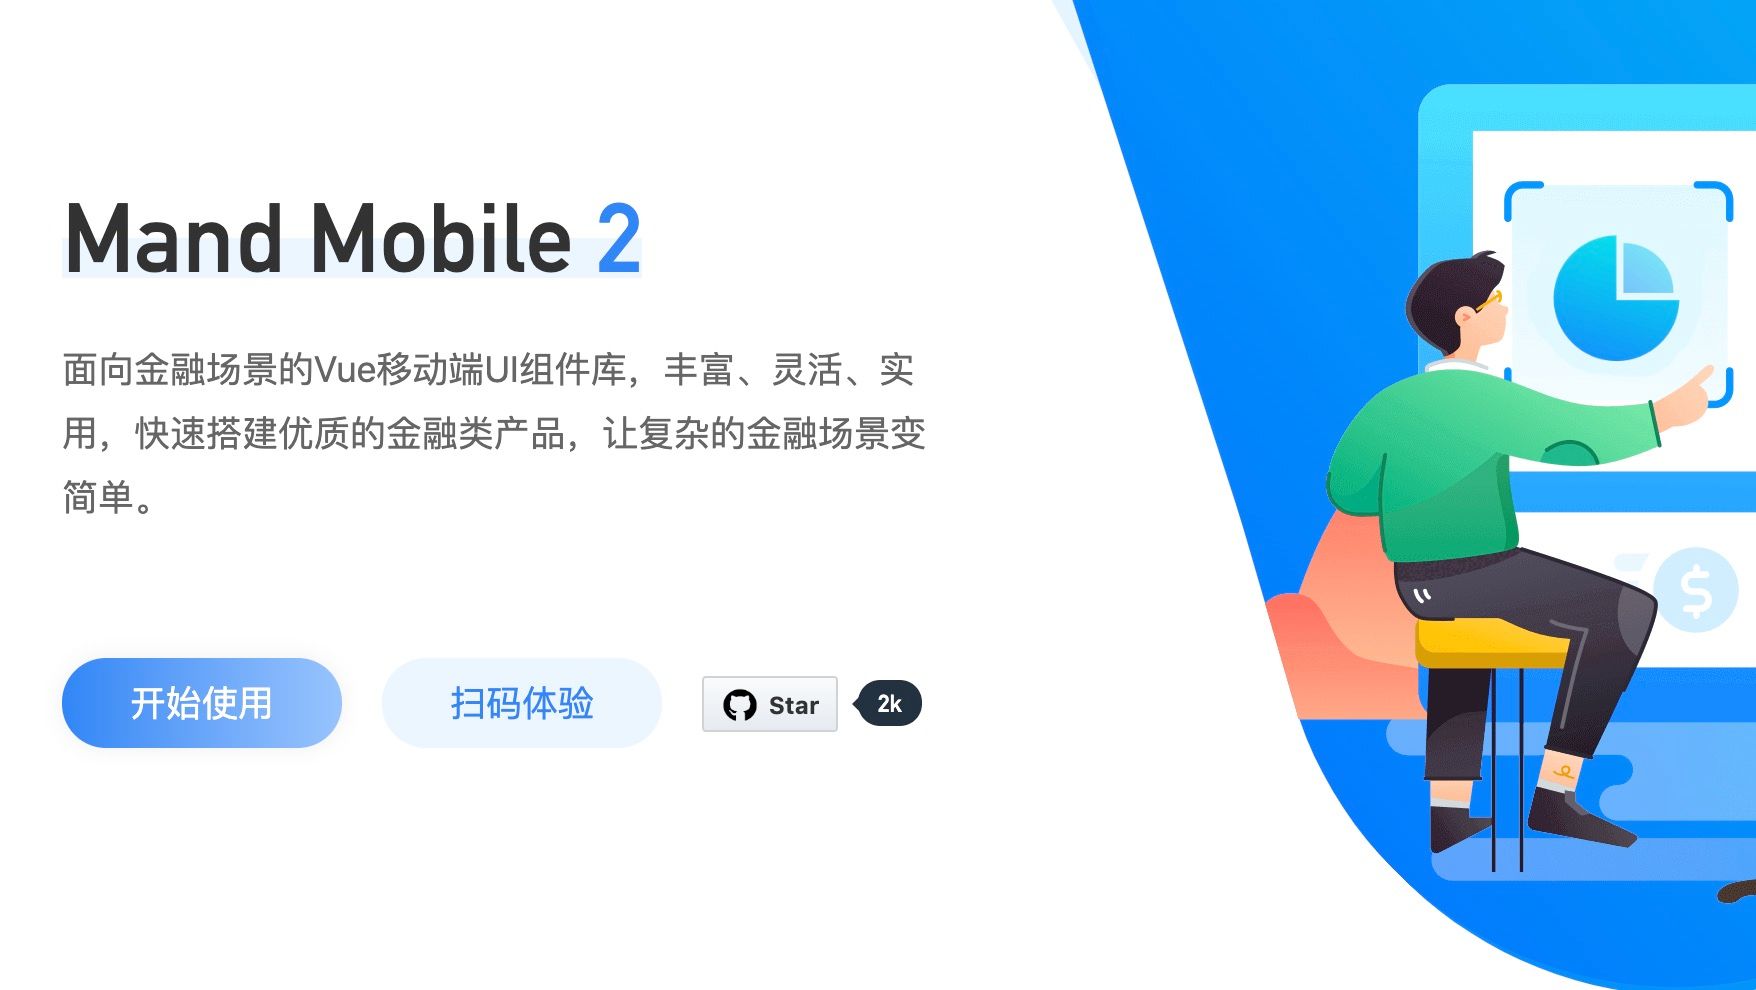 Mand Mobile 2
面向金融场景的Vue移动端UI组件库，丰富、灵活、实
用，快速搭建优质的金融类产品，让复杂的金融场景变
简单。
开始使用
扫码体验
Star
2k
$